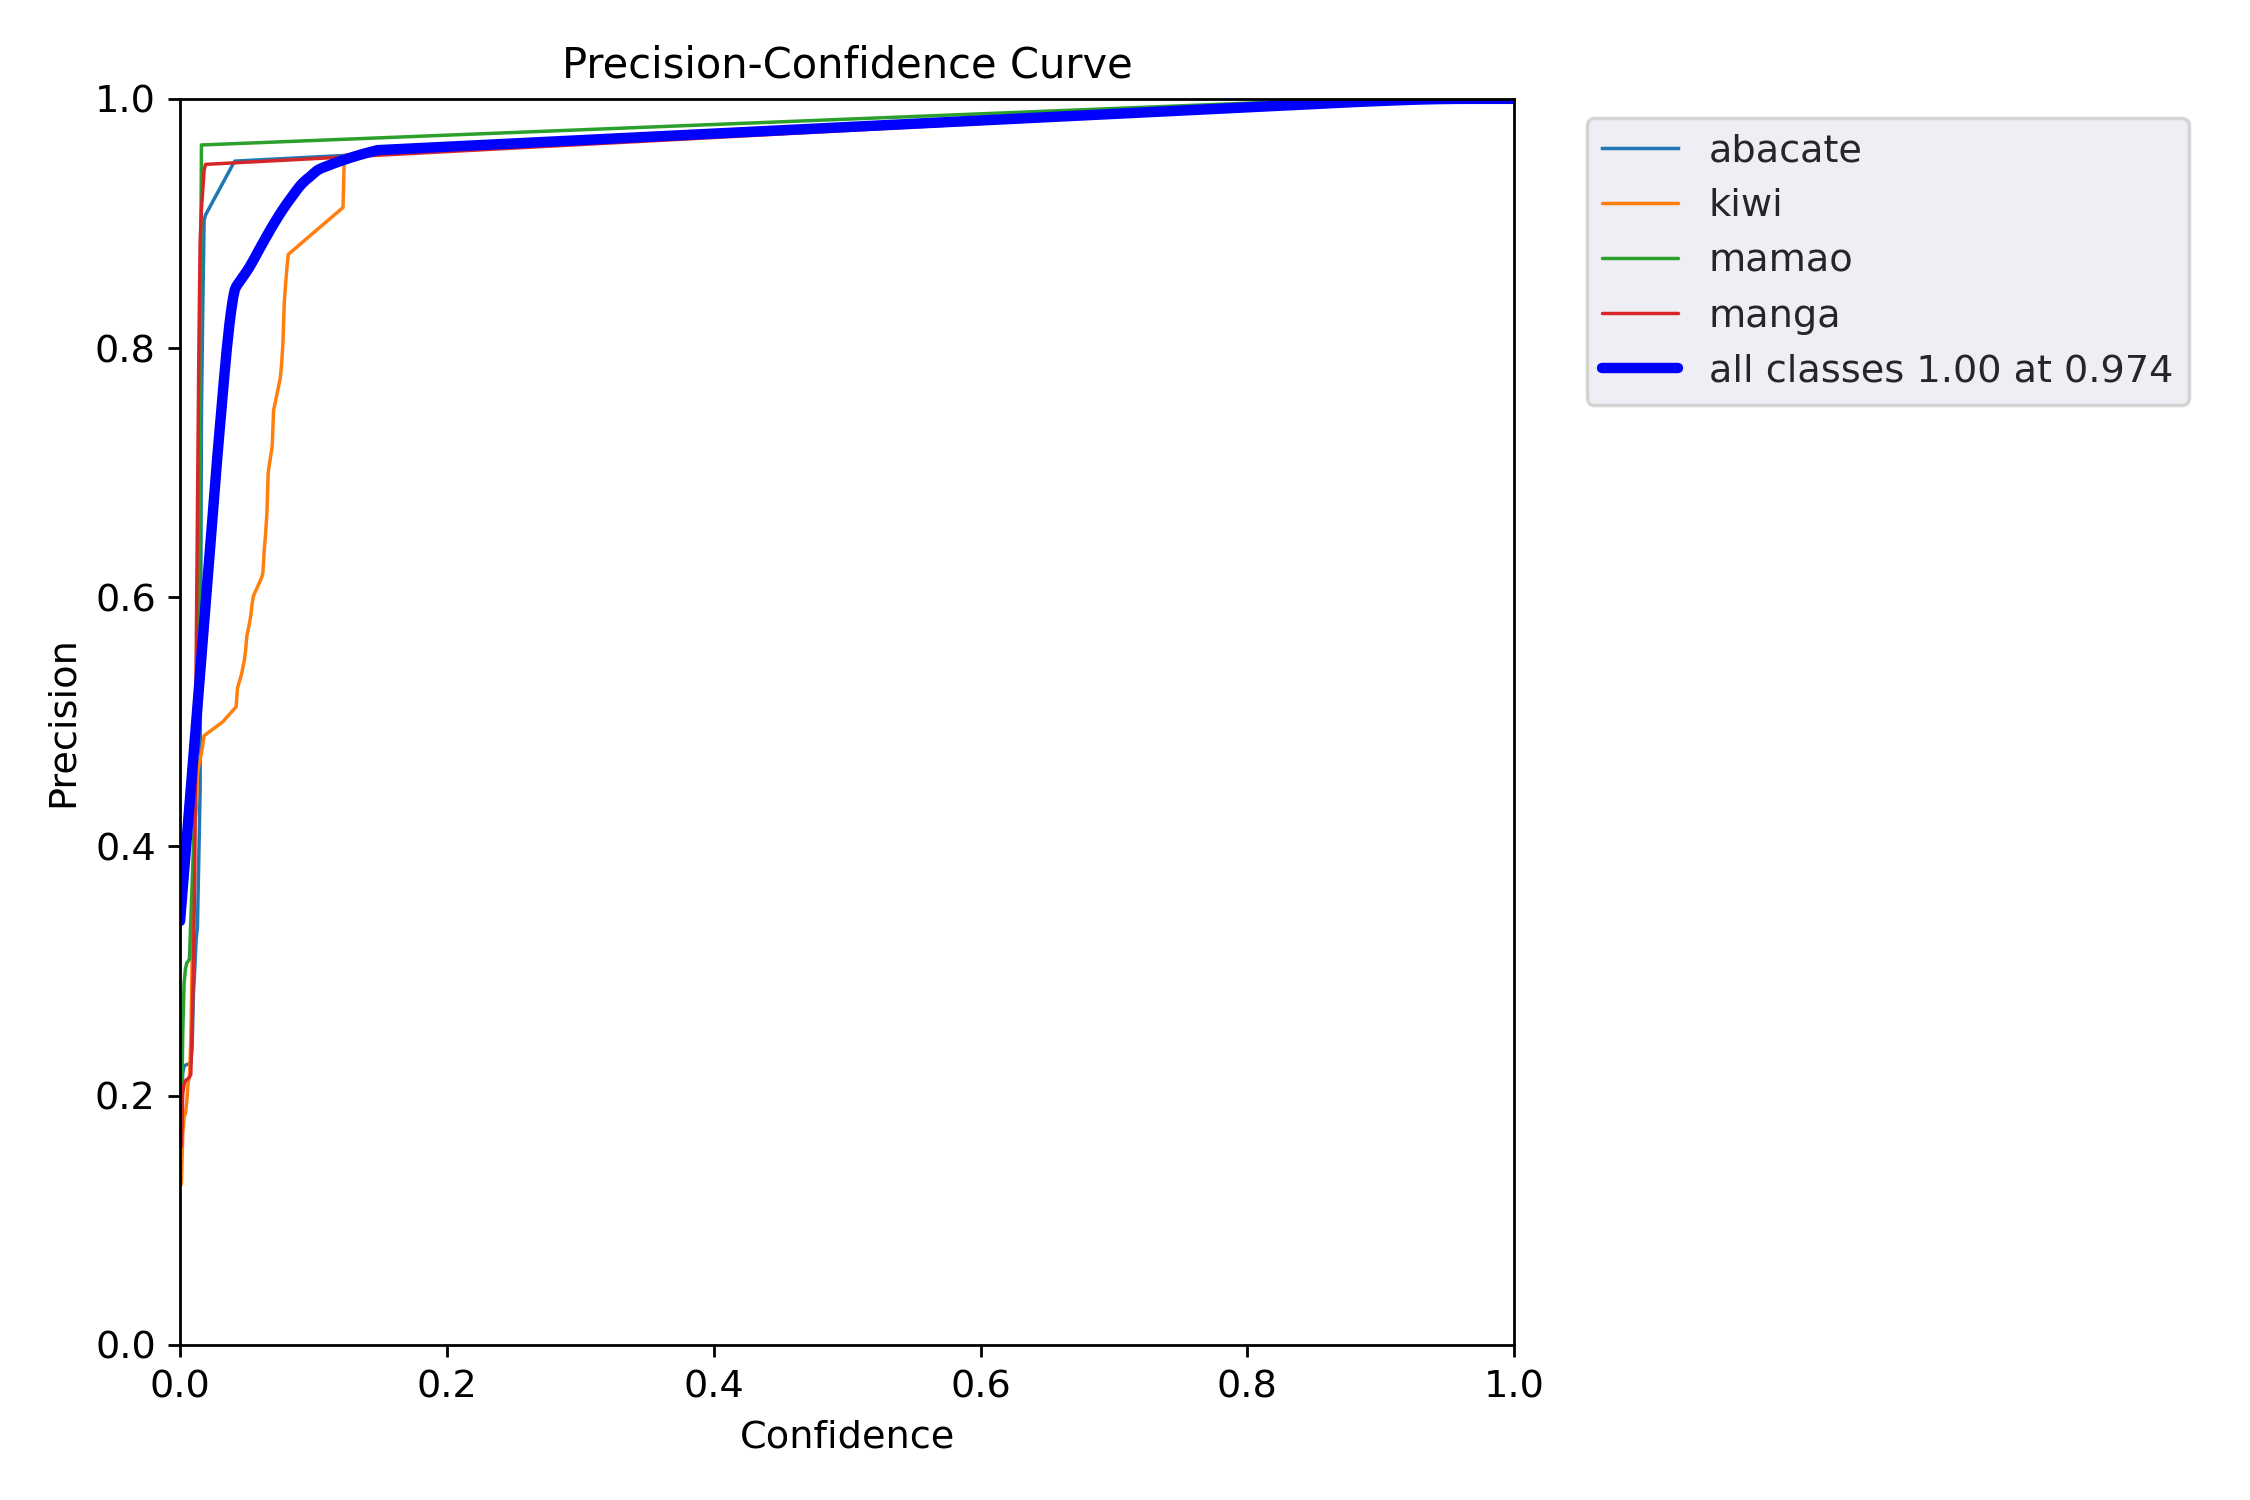 Precision-Confidence Curve
1.0
0.8
0.6
0.4
0.2
0.0
Precision
0.0 0.2 0.4 0.6 0.8 1.0
Confidence
abacate
kiwi
mamao
manga
all classes 1.00 at 0.974